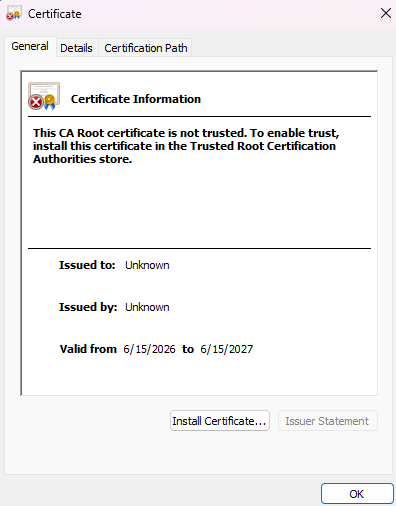 Certificate
General Details Certification Path
Certificate Information
This CA Root certificate is not trusted. To enable trust,
install this certificate in the Trusted Root Certification
Authorities store.
Issued to: Unknown
Issued by: Unknown
Valid from 6/15/2026 to 6/15/2027
Install Certificate... Issuer Statement
OK